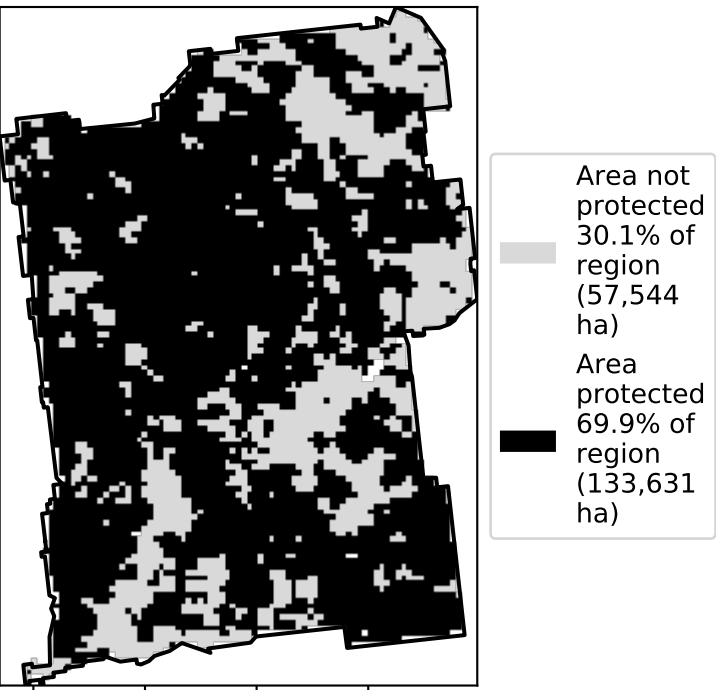 Area not
protected
30.1% of
region
(57,544
ha)
Area
protected
69.9% of
region
(133,631
ha)